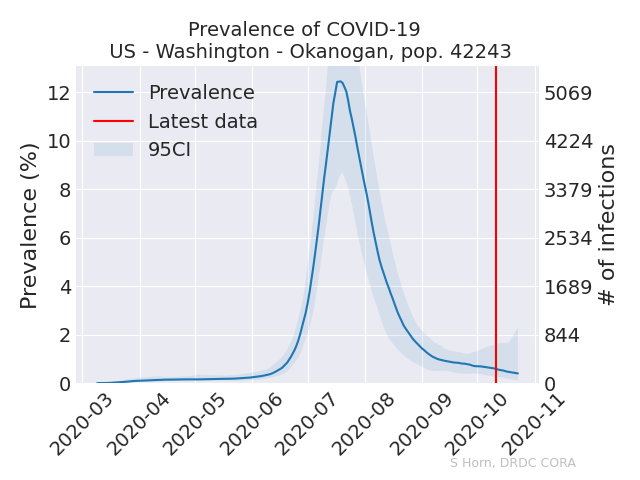 Prevalence of COVID-19
US - Washington - Okanogan, pop. 42243
Prevalence
Latest data
95CI
Prevalence (%)
12
10
8
6
4
2
0
5069
4224
3379
2534
1689
844
0
# of infections
2020-03
2020-04
2020-05
2020-06
2020-07
2020-08
2020-09
2020-10
2020-11
S Horn, DRDC CORA